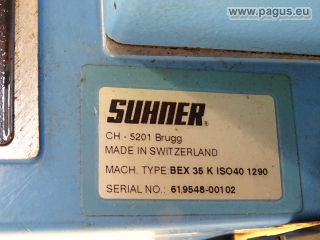 www.pagus.eu
SUHNER
CH - 5201 Brugg
MADE IN SWITZERLAND
MACH. TYPE: BEX 35 K ISO40 1290
SERIAL NO.: 61.9548-00102